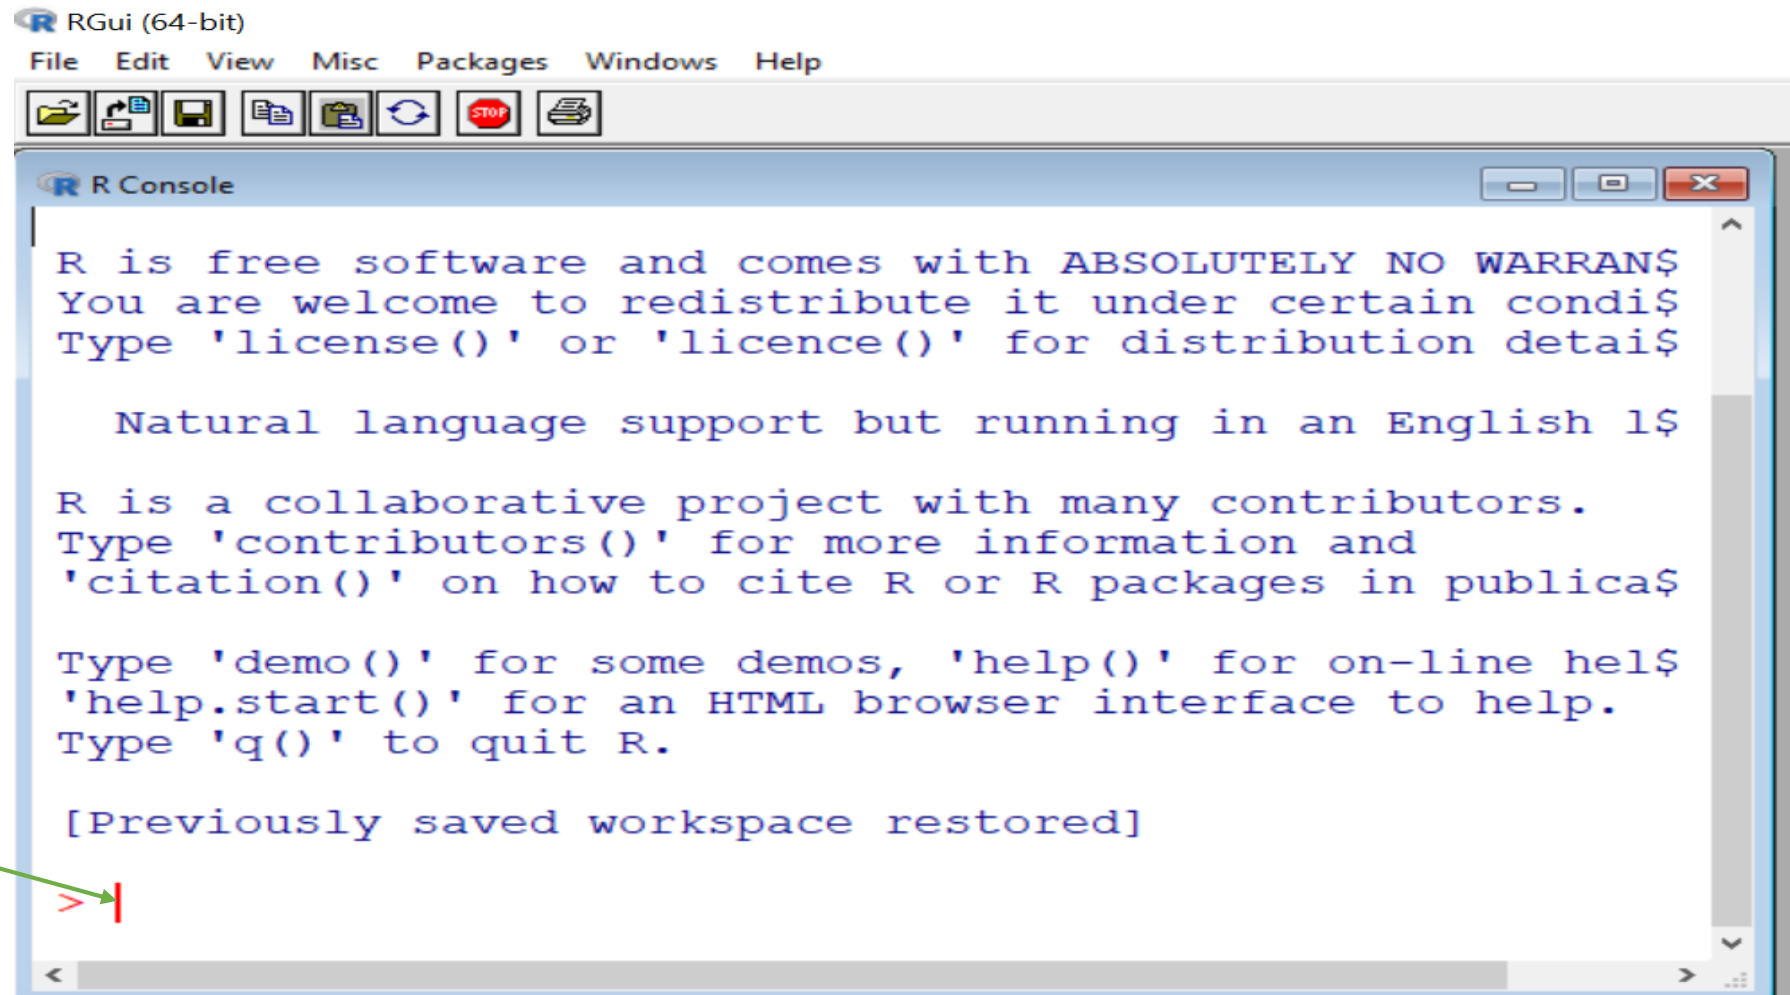 RGui (64-bit)
File Edit View Misc Packages Windows Help
STOP
R Console
R is free software and comes with ABSOLUTELY NO WARRAN$
You are welcome to redistribute it under certain condi$
Type 'license()' or 'licence()' for distribution detai$
Natural language support but running in an English l$
R is a collaborative project with many contributors.
Type 'contributors()' for more information and
'citation()' on how to cite R or R packages in publica$
Type 'demo()' for some demos, 'help()' for on-line hel$
'help.start()' for an HTML browser interface to help.
Type 'q()' to quit R.
[Previously saved workspace restored]
>